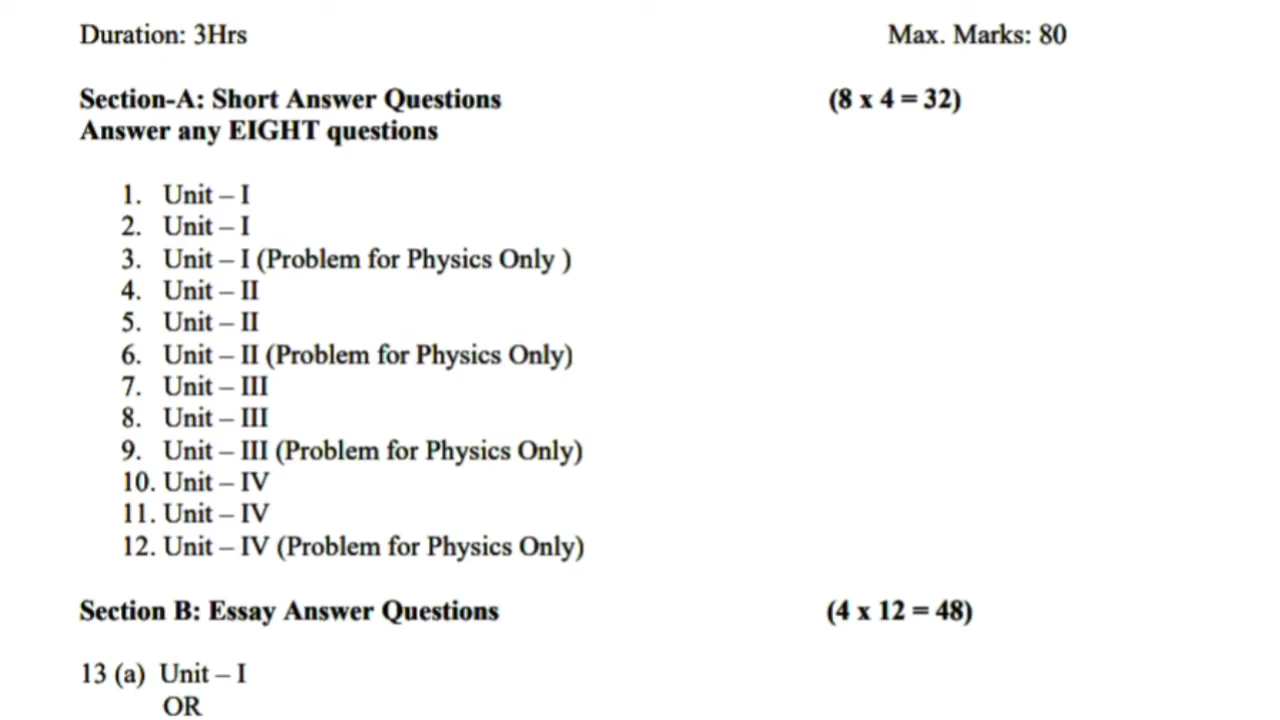 Duration: 3Hrs Max. Marks: 80
Section-A: Short Answer Questions (8 x 4 = 32)
Answer any EIGHT questions
1. Unit – I
2. Unit – I
3. Unit – I (Problem for Physics Only )
4. Unit – II
5. Unit – II
6. Unit – II (Problem for Physics Only)
7. Unit – III
8. Unit – III
9. Unit – III (Problem for Physics Only)
10. Unit – IV
11. Unit – IV
12. Unit – IV (Problem for Physics Only)
Section B: Essay Answer Questions (4 x 12 = 48)
13 (a) Unit – I
OR